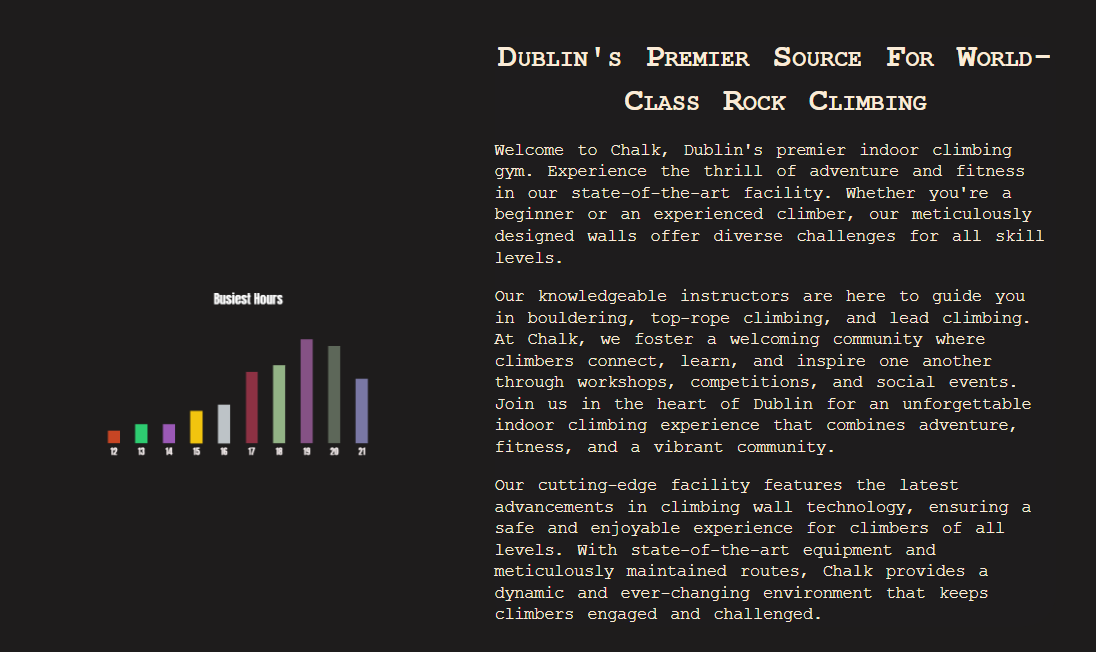 Dublin's Premier Source For World-
Class Rock Climbing
Welcome to Chalk, Dublin's premier indoor climbing
gym. Experience the thrill of adventure and fitness
in our state-of-the-art facility. Whether you're a
beginner or an experienced climber, our meticulously
designed walls offer diverse challenges for all skill
levels.
Our knowledgeable instructors are here to guide you
in bouldering, top-rope climbing, and lead climbing.
At Chalk, we foster a welcoming community where
climbers connect, learn, and inspire one another
through workshops, competitions, and social events.
Join us in the heart of Dublin for an unforgettable
indoor climbing experience that combines adventure,
fitness, and a vibrant community.
Our cutting-edge facility features the latest
advancements in climbing wall technology, ensuring a
safe and enjoyable experience for climbers of all
levels. With state-of-the-art equipment and
meticulously maintained routes, Chalk provides a
dynamic and ever-changing environment that keeps
climbers engaged and challenged.
Busiest Hours
12 13 14 15 16 17 18 19 20 21